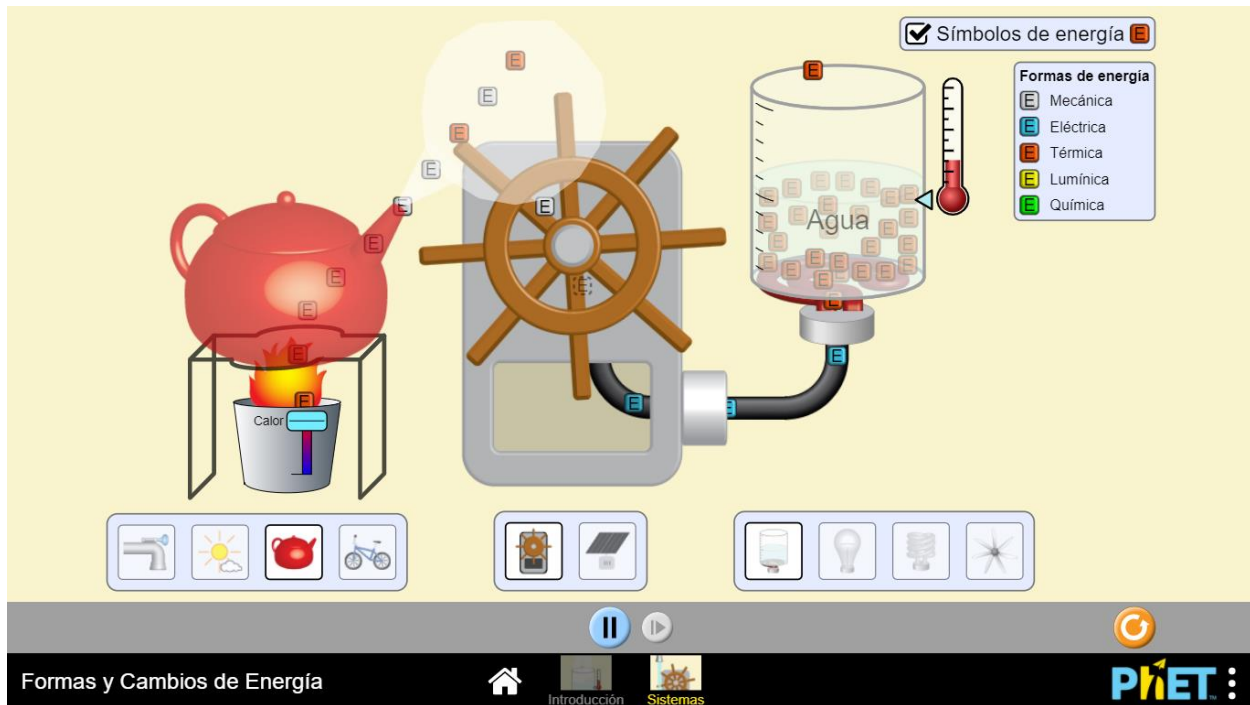 Símbolos de energía E
Formas de energía
E Mecánica
E Eléctrica
E Térmica
E Lumínica
E Química
E
E
E
E
E
E
E
E
E
E
E
E
E
Agua
Calor
Formas y Cambios de Energía
Introducción
Sistemas
PhET